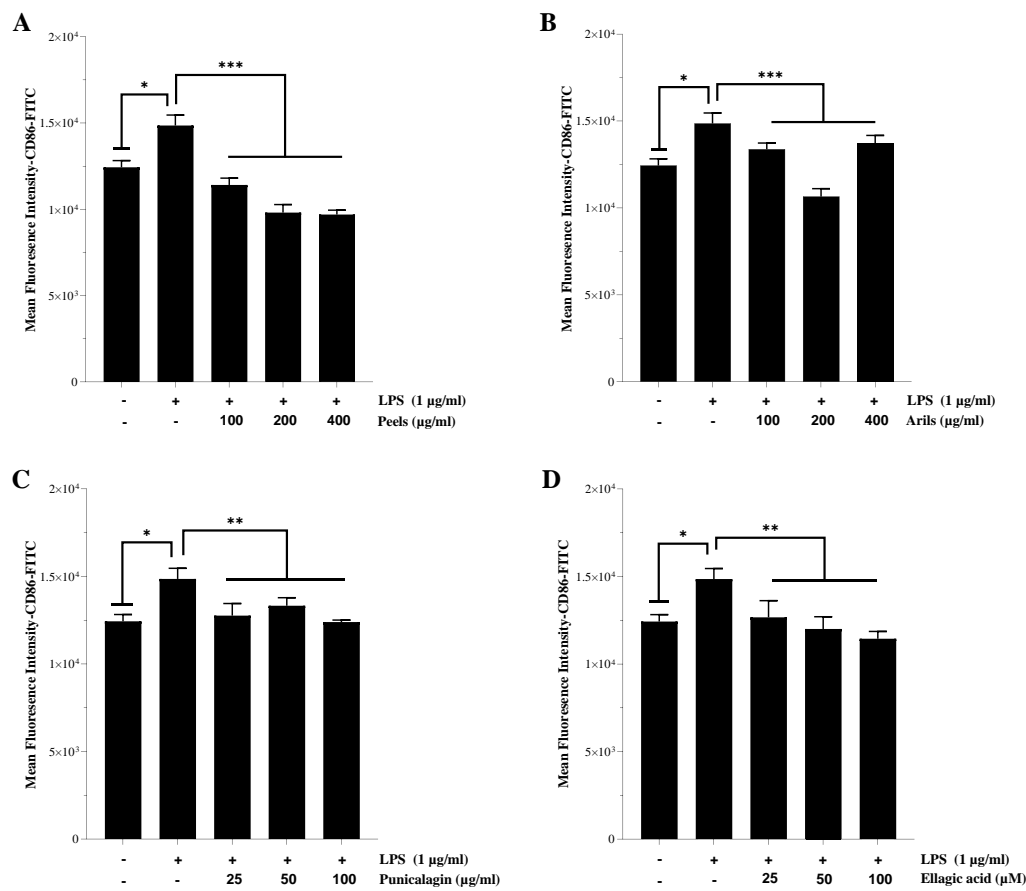 A
Mean Fluoresence Intensity-CD86-FITC
2×10⁴
1.5×10⁴
1×10⁴
5×10³
0
*
***
- + + + + LPS (1 µg/ml)
- - 100 200 400 Peels (µg/ml)
B
Mean Fluoresence Intensity-CD86-FITC
2×10⁴
1.5×10⁴
1×10⁴
5×10³
0
*
***
- + + + + LPS (1 µg/ml)
- - 100 200 400 Arils (µg/ml)
C
Mean Fluoresence Intensity-CD86-FITC
2×10⁴
1.5×10⁴
1×10⁴
5×10³
0
*
**
- + + + + LPS (1 µg/ml)
- - 25 50 100 Punicalagin (µg/ml)
D
Mean Fluoresence Intensity-CD86-FITC
2×10⁴
1.5×10⁴
1×10⁴
5×10³
0
*
**
- + + + + LPS (1 µg/ml)
- - 25 50 100 Ellagic acid (µM)